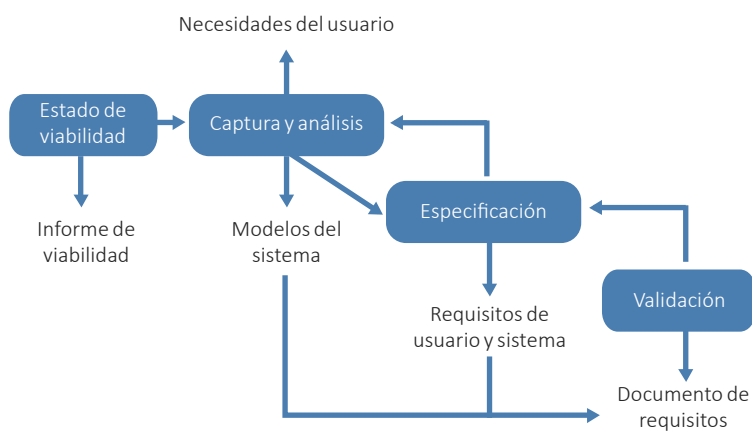 Necesidades del usuario
Estado de
viabilidad
Captura y análisis
Especificación
Informe de
viabilidad
Modelos del
sistema
Validación
Requisitos de
usuario y sistema
Documento de
requisitos